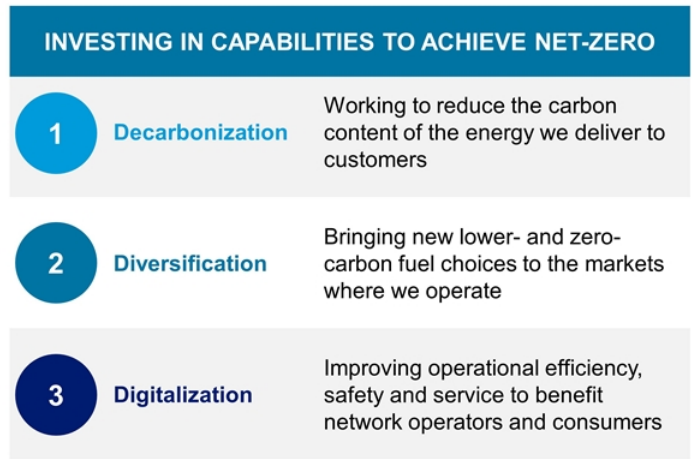 INVESTING IN CAPABILITIES TO ACHIEVE NET-ZERO
1
Decarbonization
Working to reduce the carbon
content of the energy we deliver to
customers
2
Diversification
Bringing new lower- and zero-
carbon fuel choices to the markets
where we operate
3
Digitalization
Improving operational efficiency,
safety and service to benefit
network operators and consumers